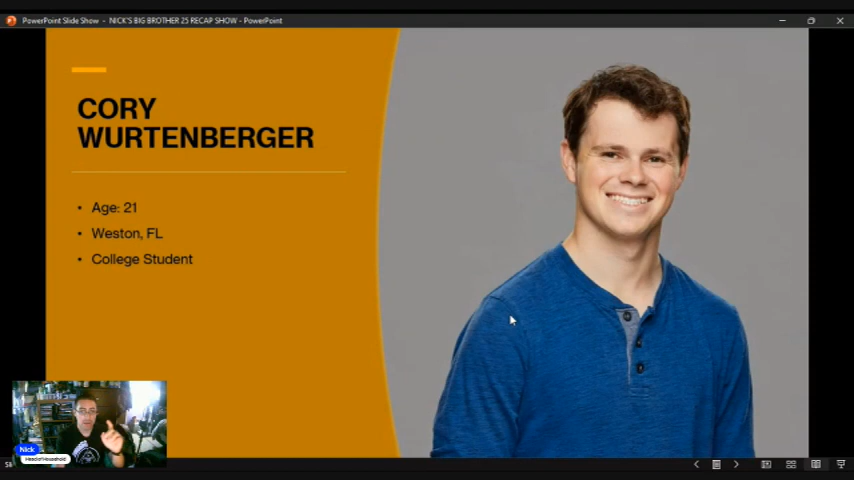 PowerPoint Slide Show - NICK'S BIG BROTHER 25 RECAP SHOW - PowerPoint
CORY
WURTENBERGER
• Age: 21
• Weston, FL
• College Student
Nick
HeadofHousehold